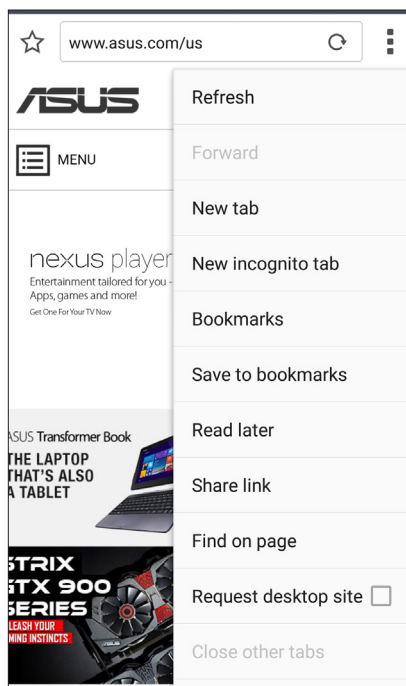 www.asus.com/us
ASUS
MENU
nexus player
Entertainment tailored for you -
Apps, games and more!
Get One For Your TV Now
ASUS Transformer Book
THE LAPTOP
THAT'S ALSO
A TABLET
STRIX
GTX 900
SERIES
LEASH YOUR
MING INSTINCTS
Refresh
Forward
New tab
New incognito tab
Bookmarks
Save to bookmarks
Read later
Share link
Find on page
Request desktop site
Close other tabs